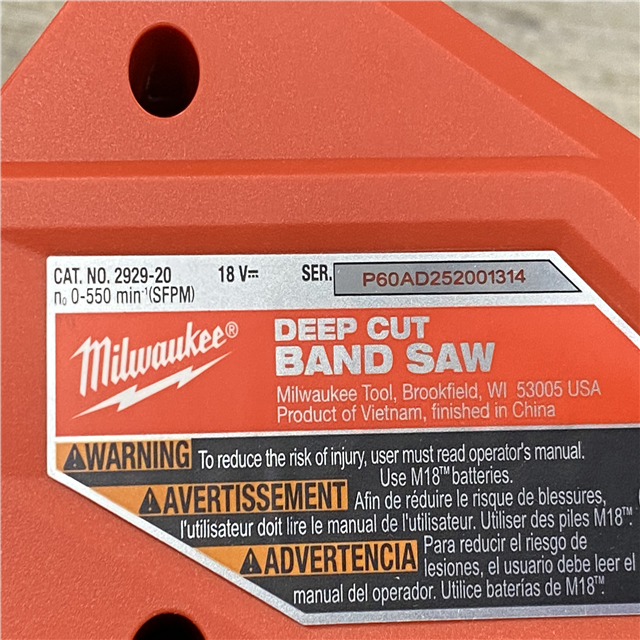 CAT. NO. 2929-20 18 V⎓ SER. P60AD252001314
n₀ 0-550 min⁻¹(SFPM)
Milwaukee®
DEEP CUT
BAND SAW
Milwaukee Tool, Brookfield, WI 53005 USA
Product of Vietnam, finished in China
⚠WARNING To reduce the risk of injury, user must read operator's manual.
Use M18™ batteries.
⚠AVERTISSEMENT Afin de réduire le risque de blessures,
l'utilisateur doit lire le manuel de l'utilisateur. Utiliser des piles M18™.
⚠ADVERTENCIA Para reducir el riesgo de
lesiones, el usuario debe leer el
manual del operador. Utilice baterías de M18™.